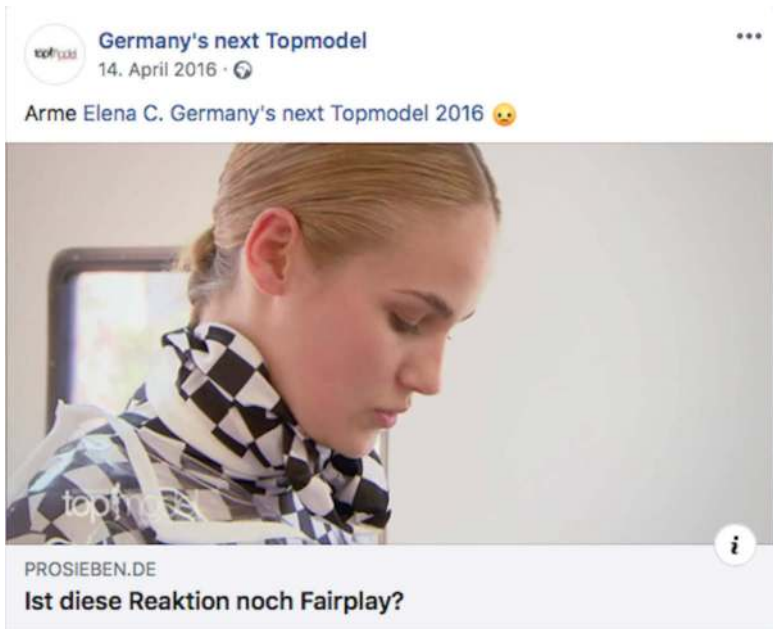 topmodel
Germany's next Topmodel
14. April 2016 ·
Arme Elena C. Germany's next Topmodel 2016
topmodel
PROSIEBEN.DE
Ist diese Reaktion noch Fairplay?